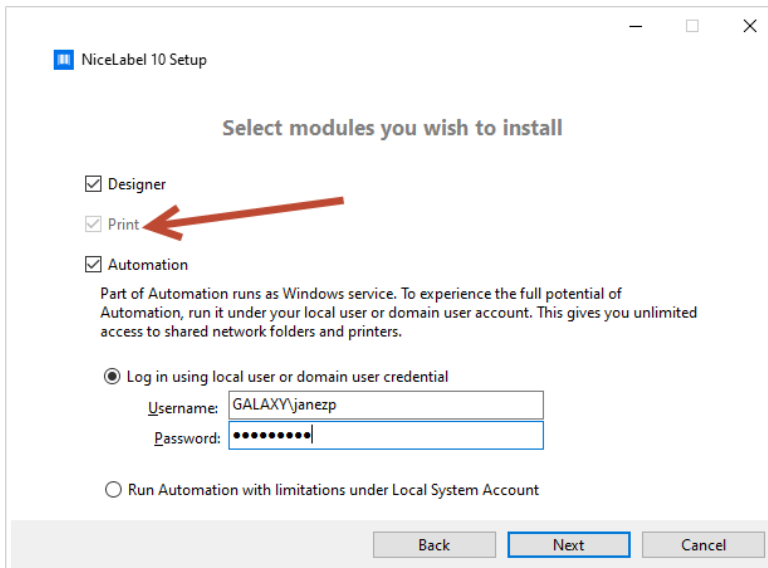 NiceLabel 10 Setup
Select modules you wish to install
Designer
Print
Automation
Part of Automation runs as Windows service. To experience the full potential of
Automation, run it under your local user or domain user account. This gives you unlimited
access to shared network folders and printers.
Log in using local user or domain user credential
Username: GALAXY\janezp
Password: ●●●●●●●●●
Run Automation with limitations under Local System Account
Back Next Cancel